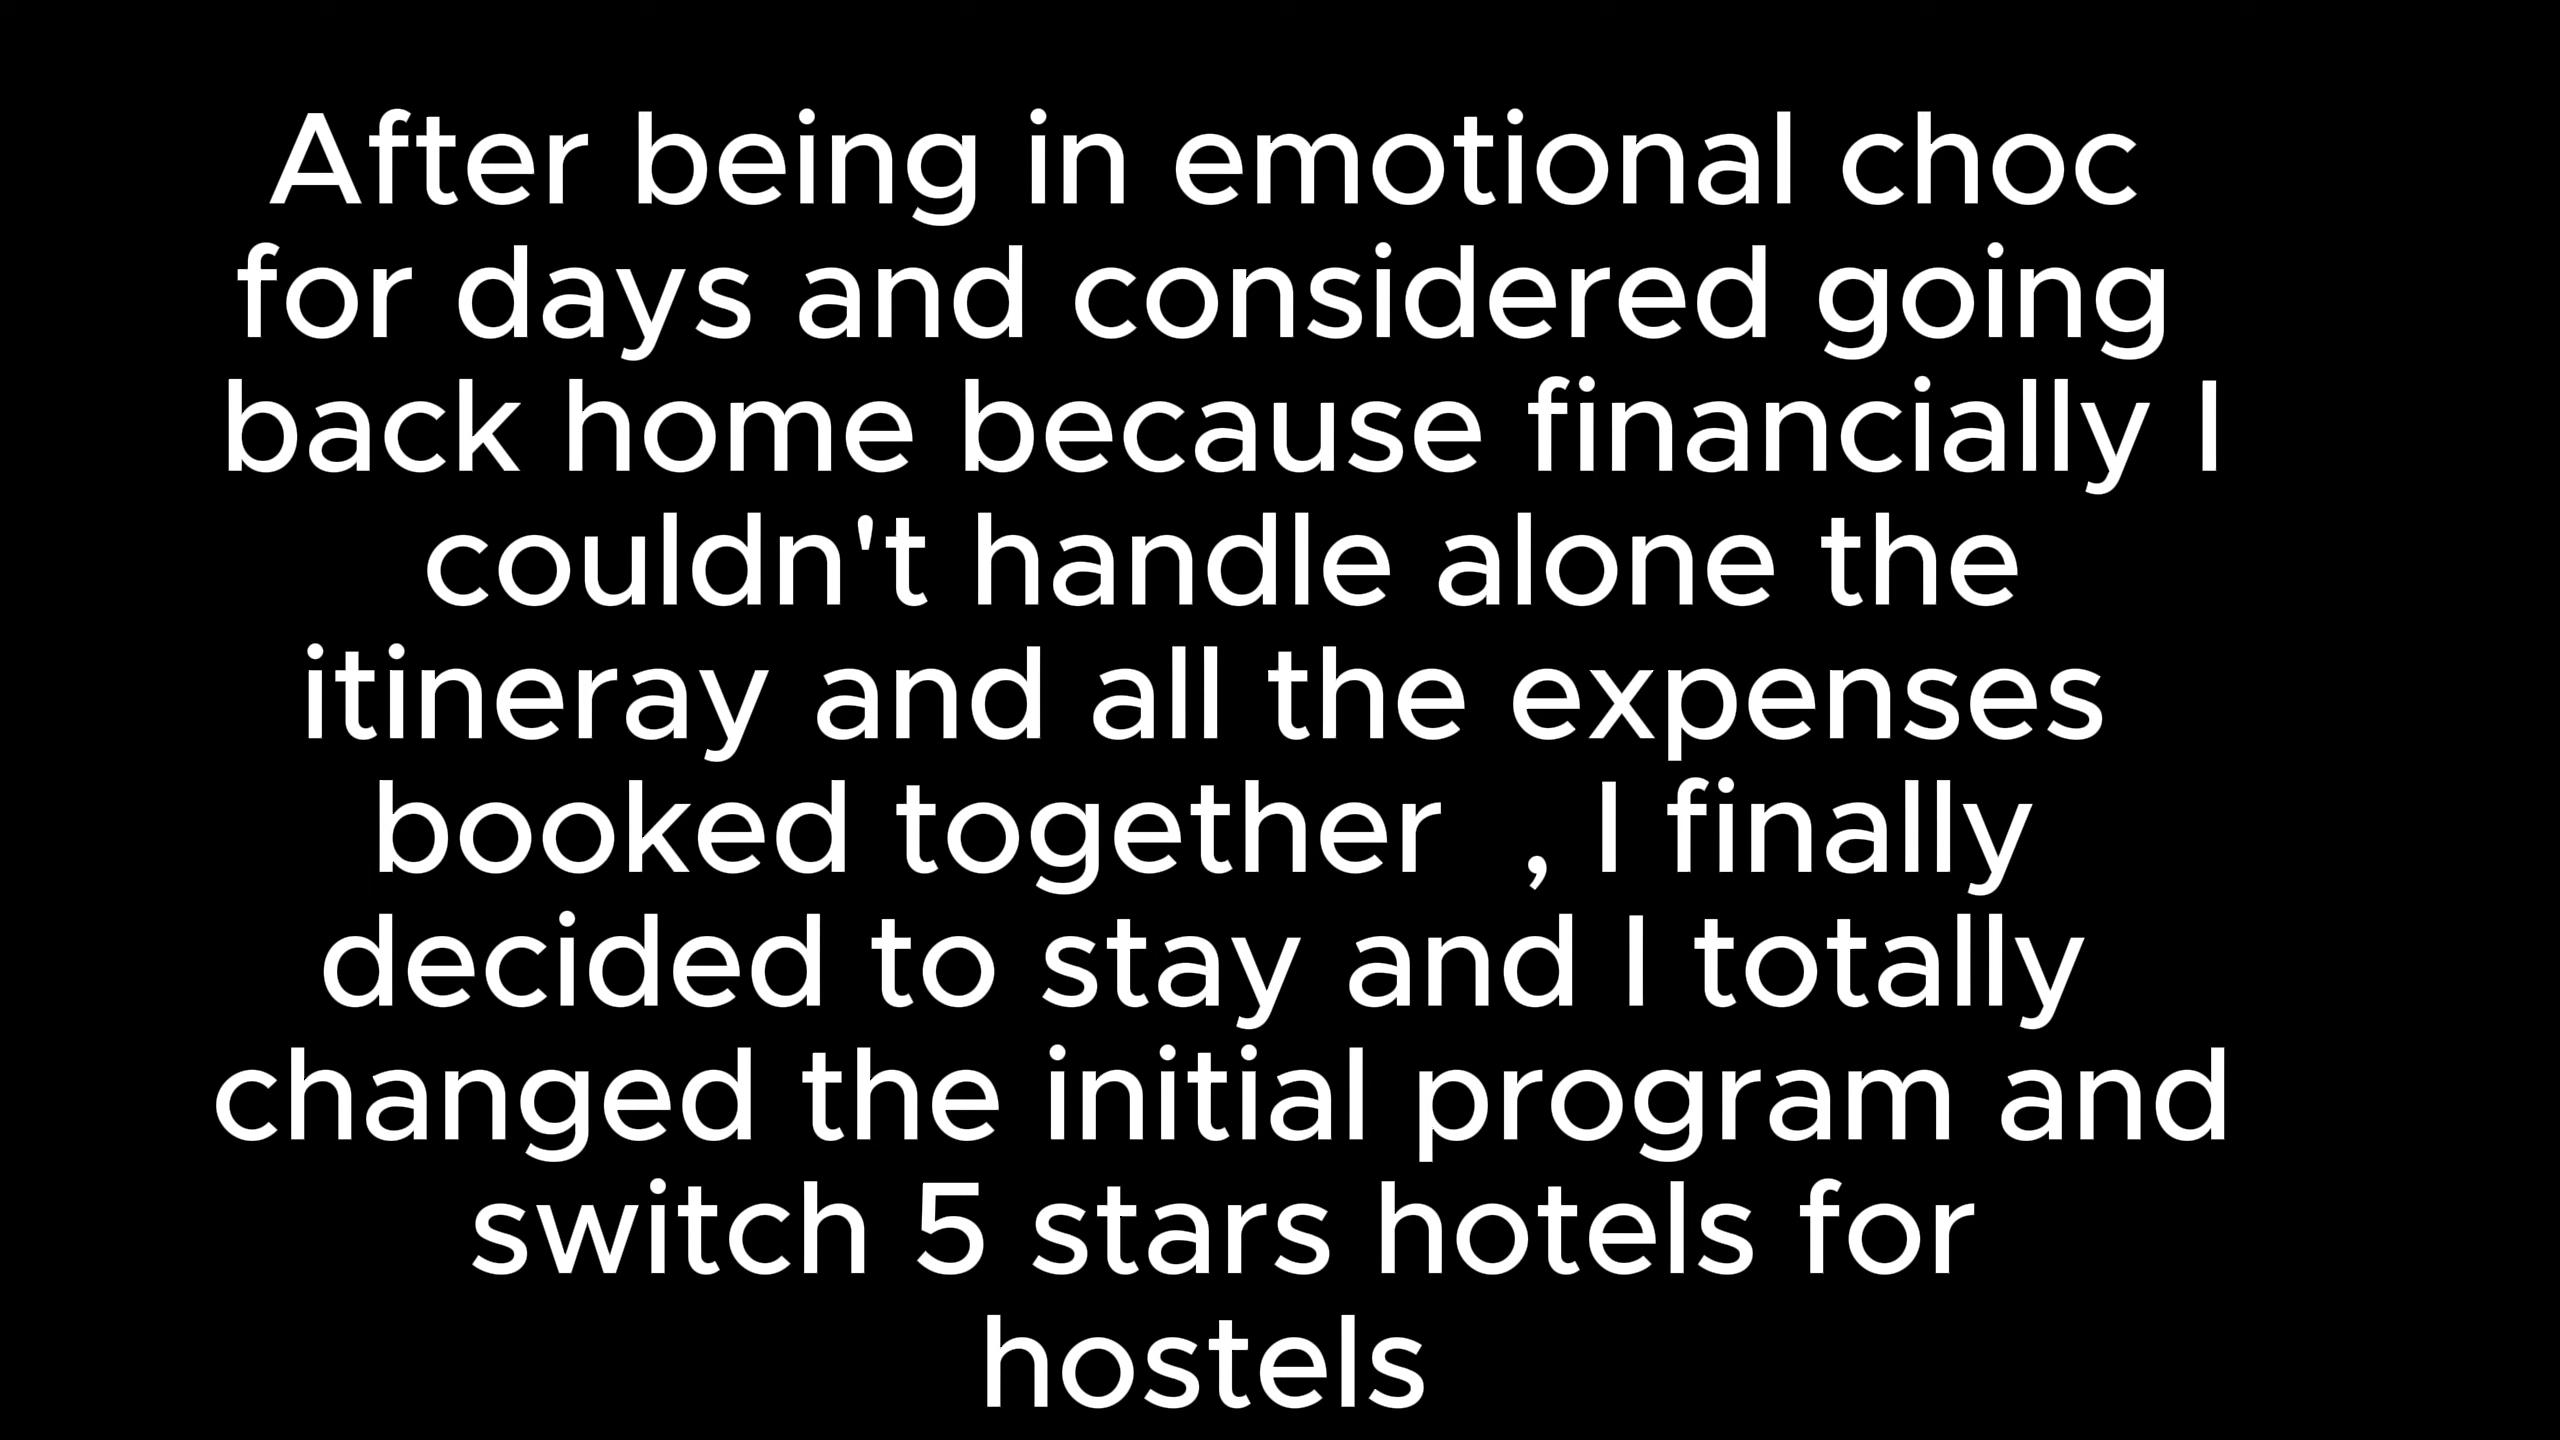 After being in emotional choc
for days and considered going
back home because financially I
couldn't handle alone the
itineray and all the expenses
booked together  , I finally
decided to stay and I totally
changed the initial program and
switch 5 stars hotels for
hostels